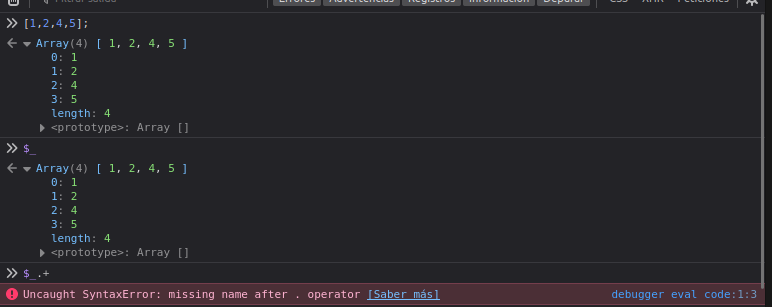 Filtrar salida
Errores Advertencias Registros Información Depurar CSS XHR Peticiones
>> [1,2,4,5];
Array(4) [ 1, 2, 4, 5 ]
0: 1
1: 2
2: 4
3: 5
length: 4
<prototype>: Array []
>> $_
Array(4) [ 1, 2, 4, 5 ]
0: 1
1: 2
2: 4
3: 5
length: 4
<prototype>: Array []
>> $_.+
Uncaught SyntaxError: missing name after . operator [Saber más] debugger eval code:1:3